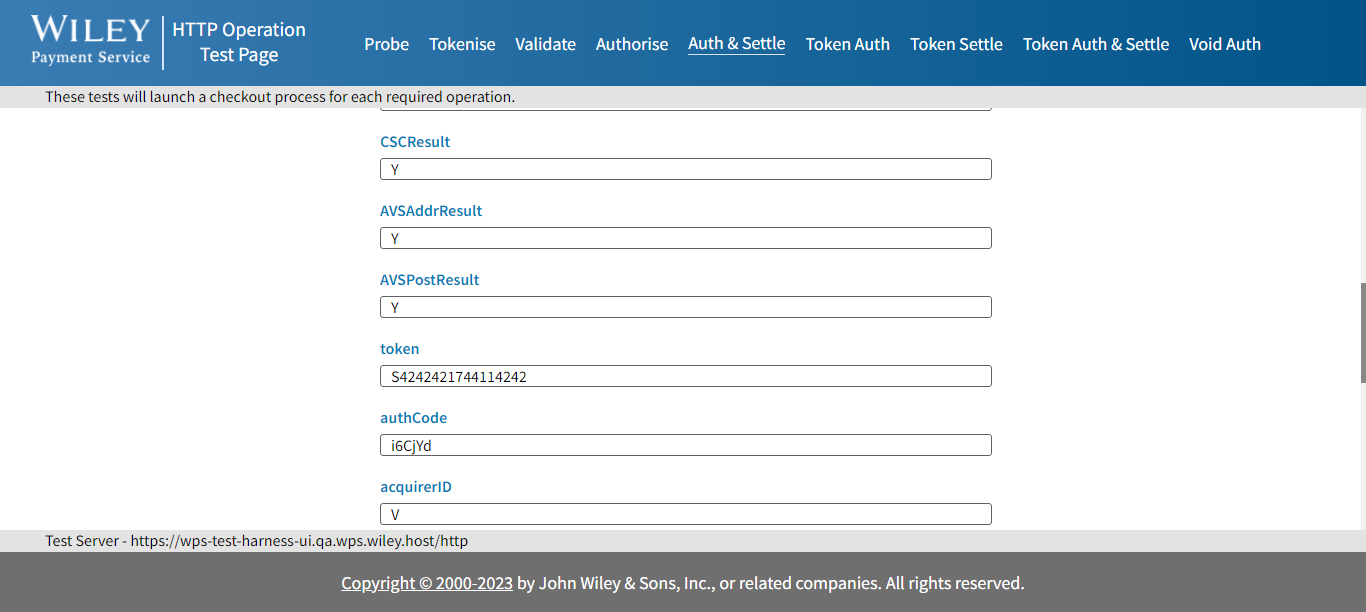 WILEY
Payment Service
HTTP Operation
Test Page
Probe Tokenise Validate Authorise Auth & Settle Token Auth Token Settle Token Auth & Settle Void Auth
These tests will launch a checkout process for each required operation.
CSCResult
Y
AVSAddrResult
Y
AVSPostResult
Y
token
S4242421744114242
authCode
i6CjYd
acquirerID
V
Test Server - https://wps-test-harness-ui.qa.wps.wiley.host/http
Copyright © 2000-2023 by John Wiley & Sons, Inc., or related companies. All rights reserved.